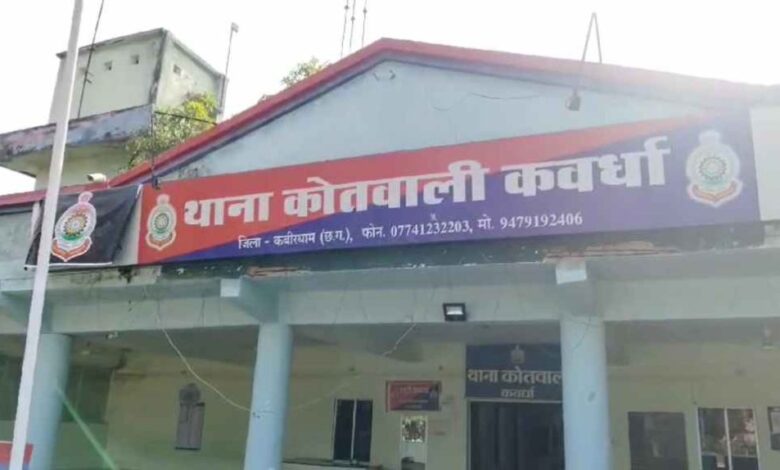 थाना कोतवाली कवर्धा
जिला - कबीरधाम (छ.ग.), फोन. 07741232203, मो. 9479192406
थाना कोतवाली
कवर्धा